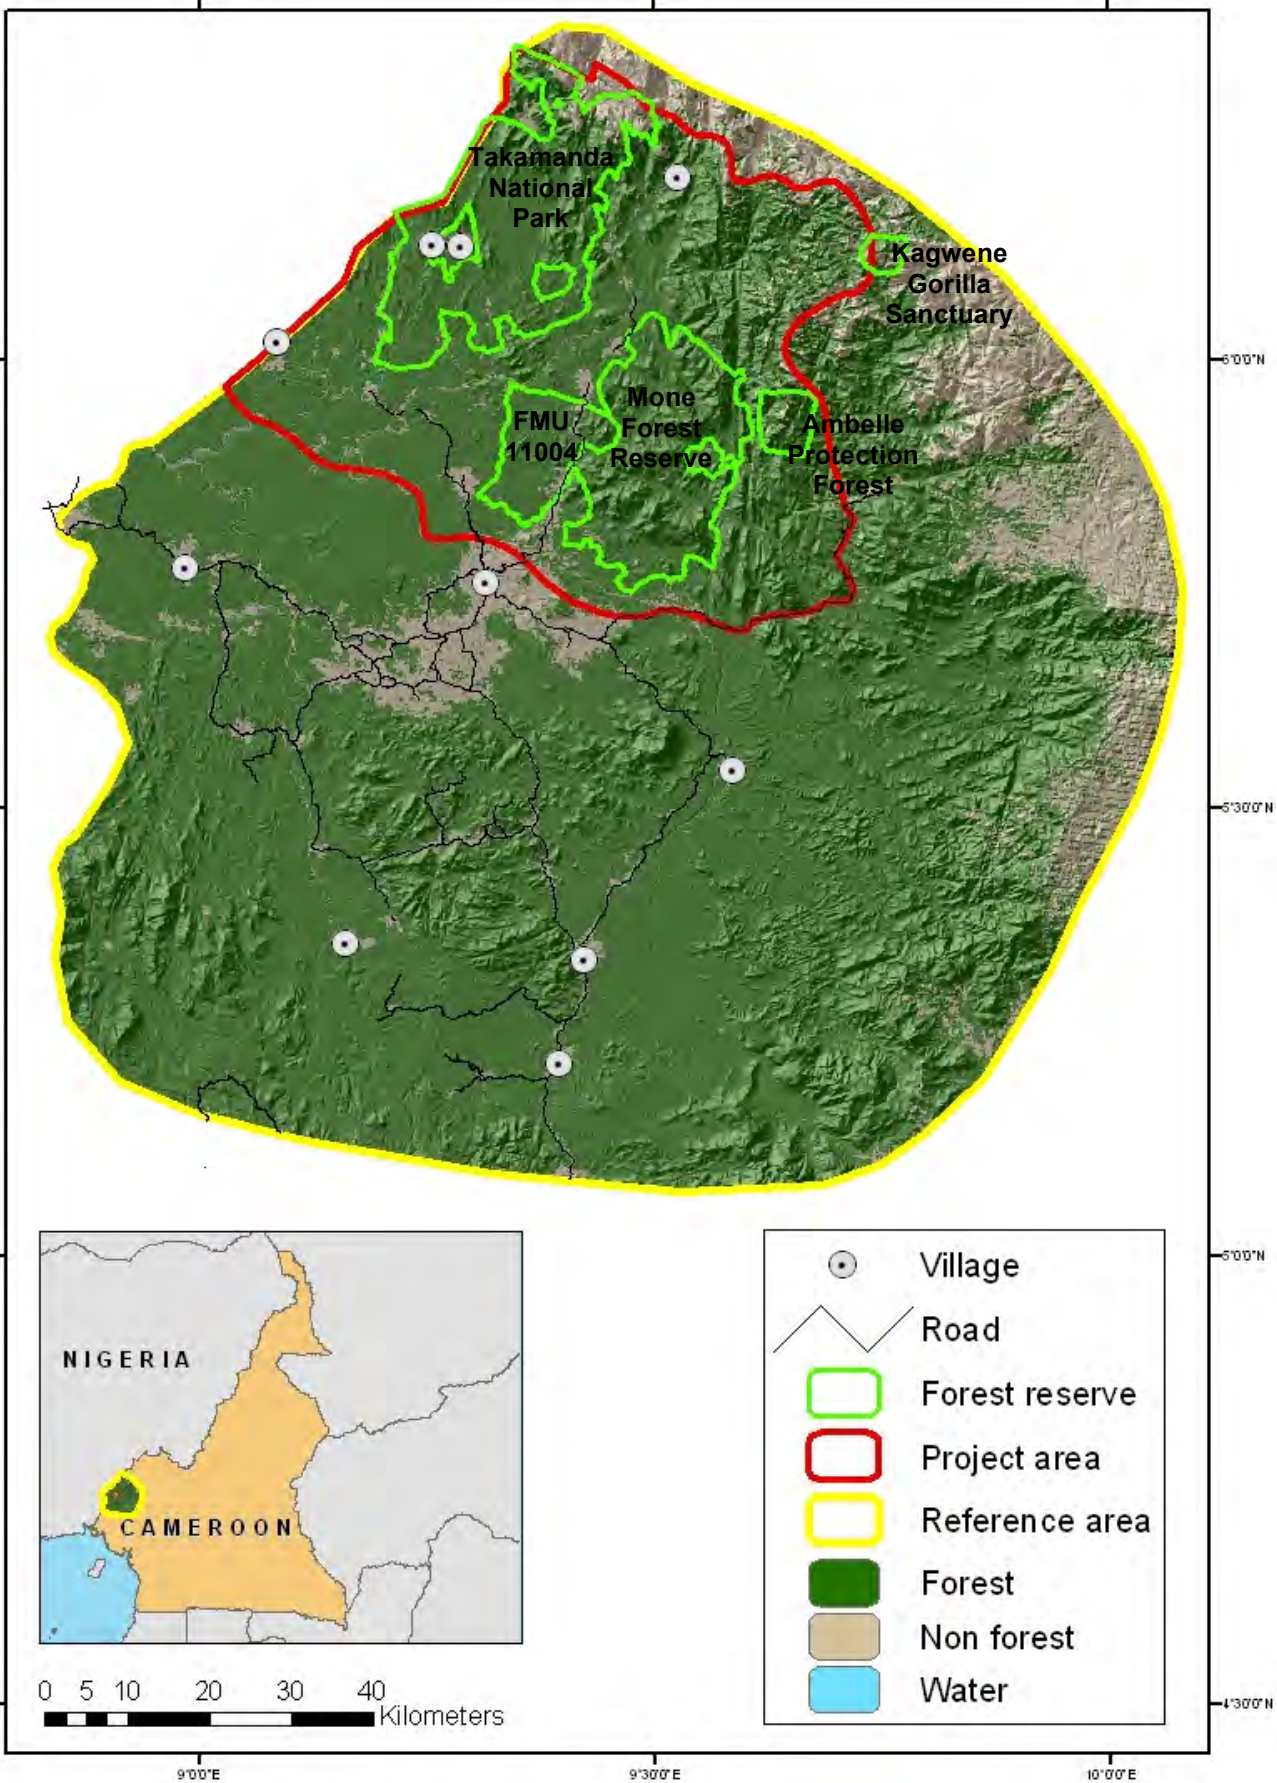 Takamanda
National
Park
Kagwene
Gorilla
Sanctuary
6°0'0"N
Mone
Forest
Reserve
FMU
11004
Ambelle
Protection
Forest
5°30'0"N
5°0'0"N
NIGERIA
CAMEROON
Village
Road
Forest reserve
Project area
Reference area
Forest
Non forest
Water
0 5 10 20 30 40
Kilometers
4°30'0"N
9°0'0"E 9°30'0"E 10°0'0"E